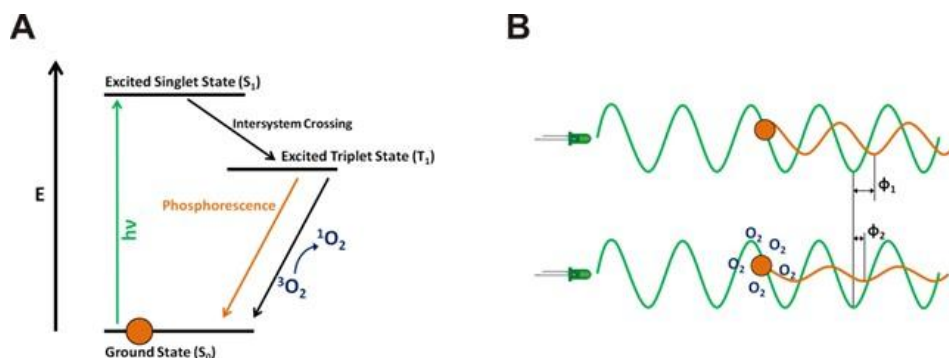 A
B
E
Excited Singlet State (S₁)
Intersystem Crossing
Excited Triplet State (T₁)
Phosphorescence
hν
¹O₂
³O₂
Ground State (S₀)
ϕ₁
ϕ₂
O₂
O₂
O₂
O₂
O₂